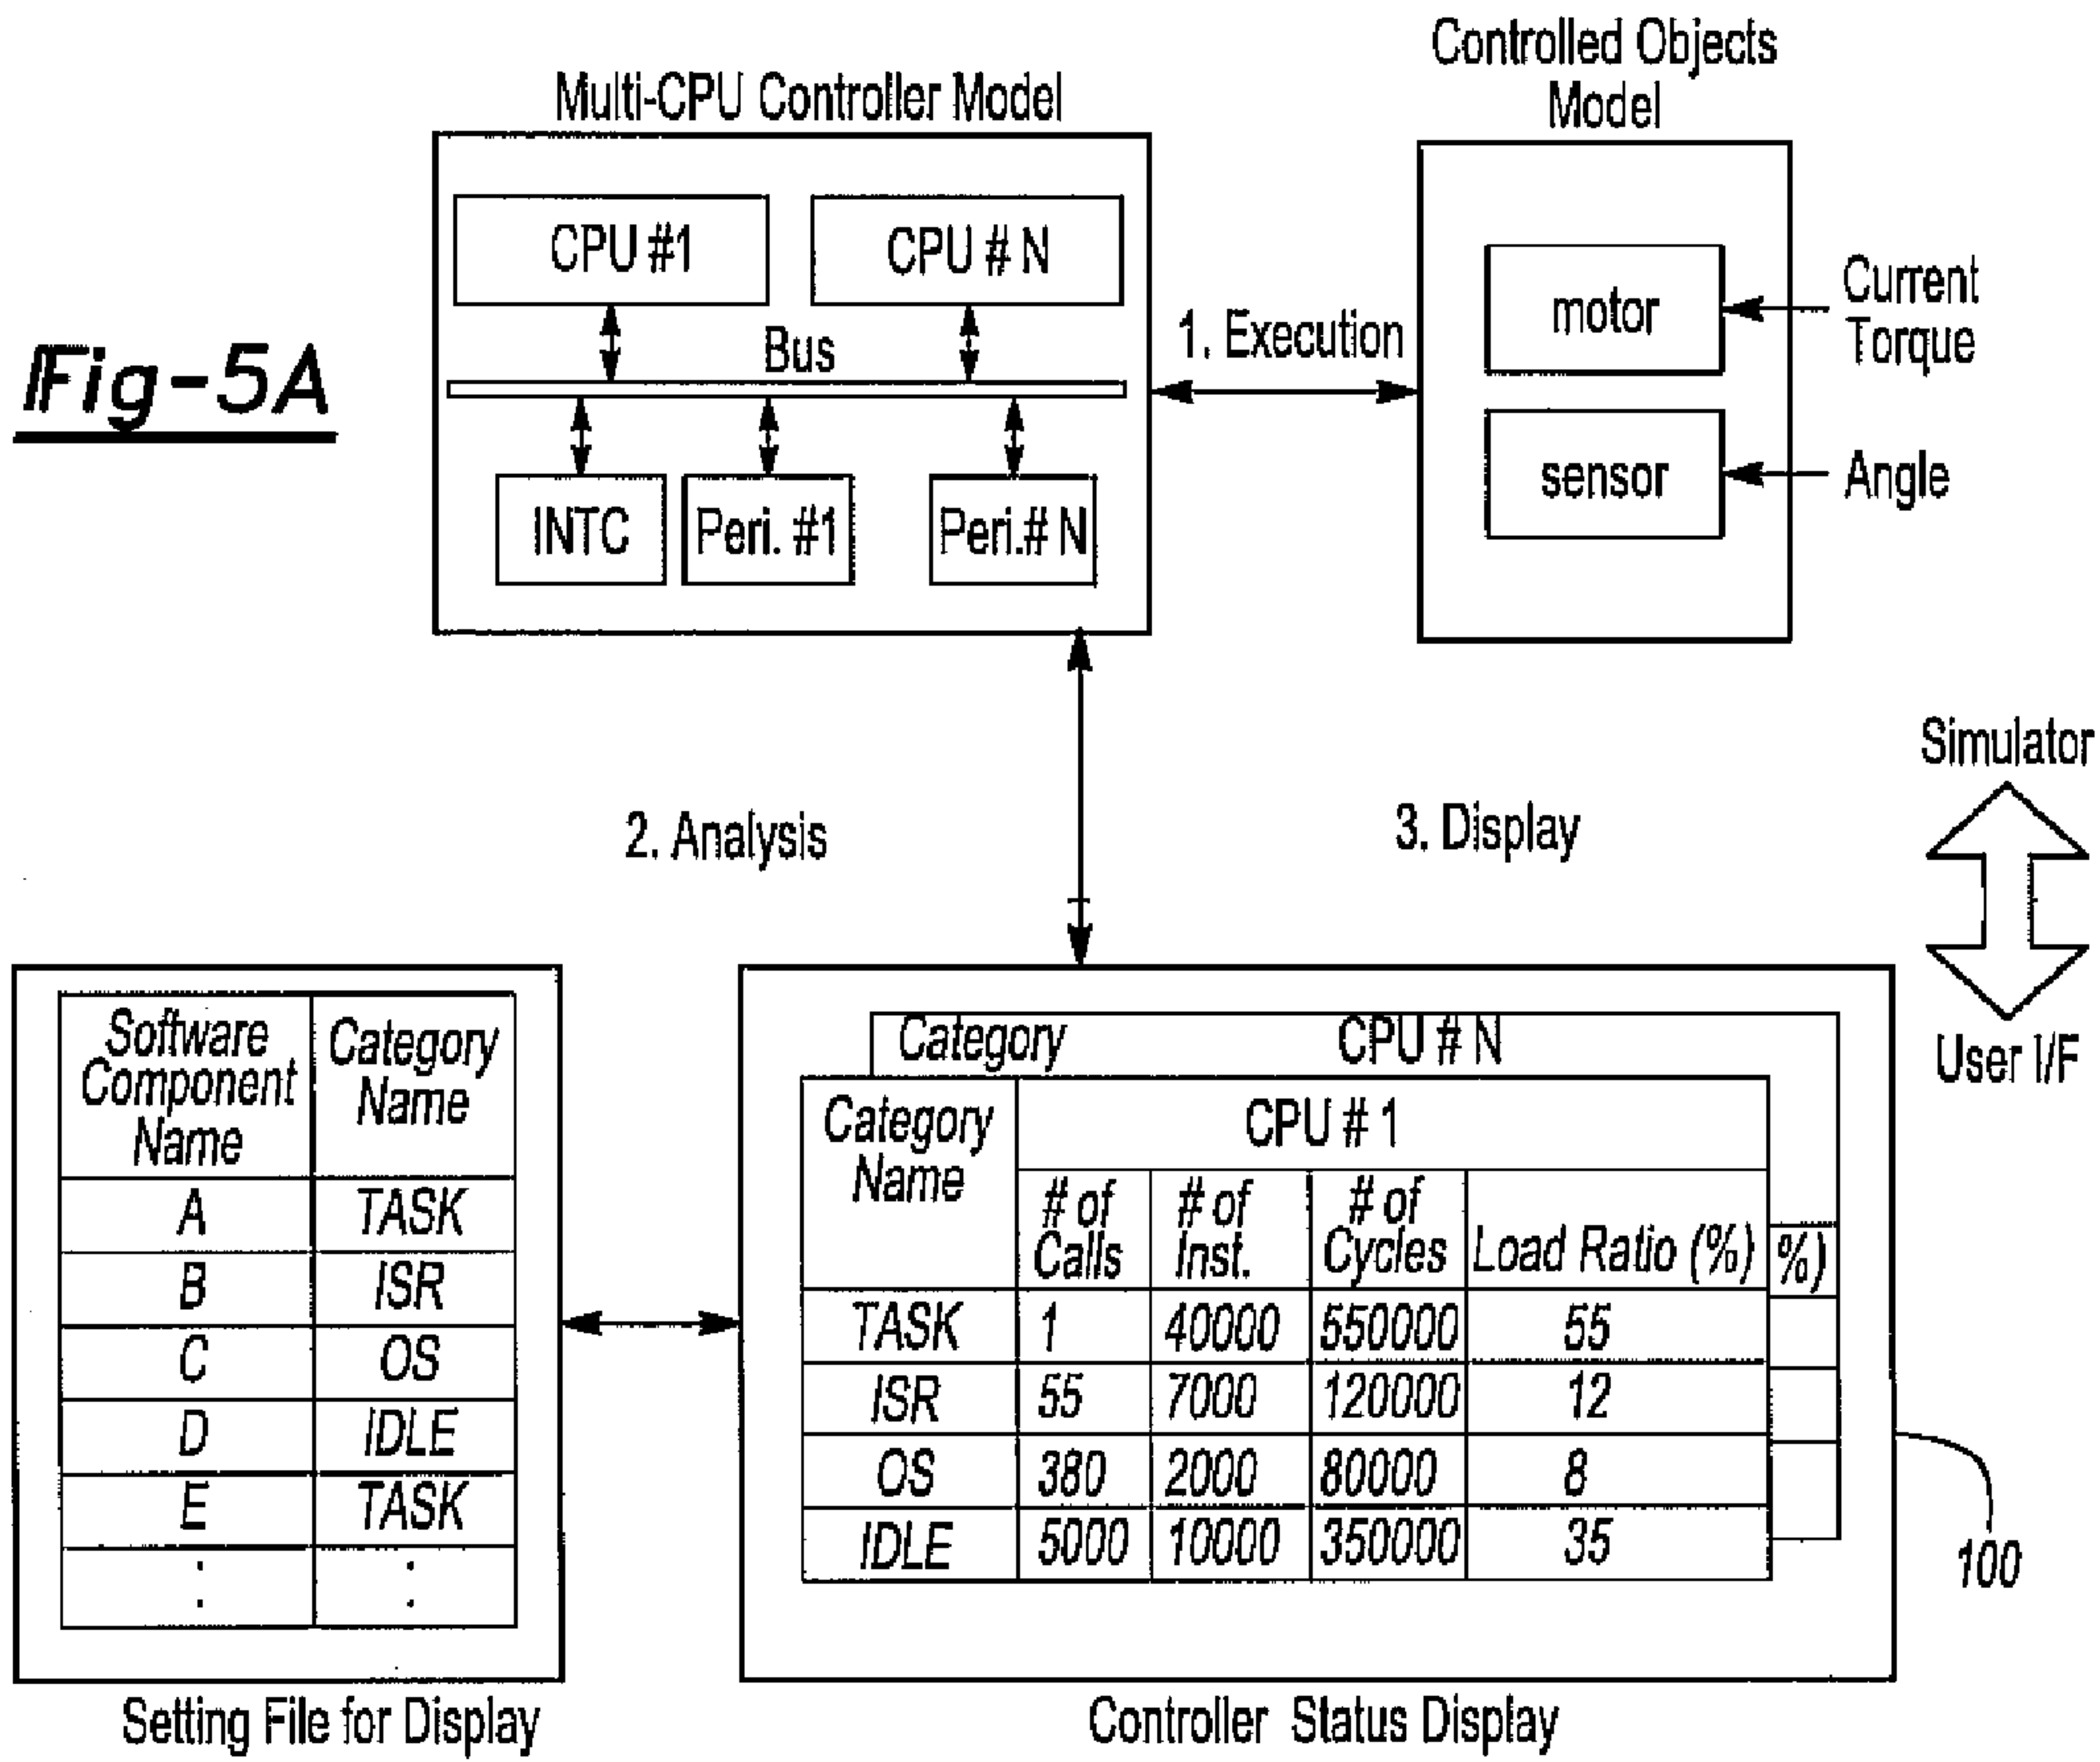 Fig-5A
Multi-CPU Controller Model
CPU #1
CPU # N
Bus
INTC
Peri. #1
Peri.# N
1. Execution
Controlled Objects
Model
motor
sensor
Current
Torque
Angle
2. Analysis
3. Display
Simulator
User I/F
Software
Component
Name
Category
Name
A TASK
B ISR
C OS
D IDLE
E TASK
: :
Setting File for Display
Category CPU # N
%)
Category
Name
CPU # 1
# of
Calls
# of
Inst.
# of
Cycles
Load Ratio (%)
TASK 1 40000 550000 55
ISR 55 7000 120000 12
OS 380 2000 80000 8
IDLE 5000 10000 350000 35
100
Controller Status Display